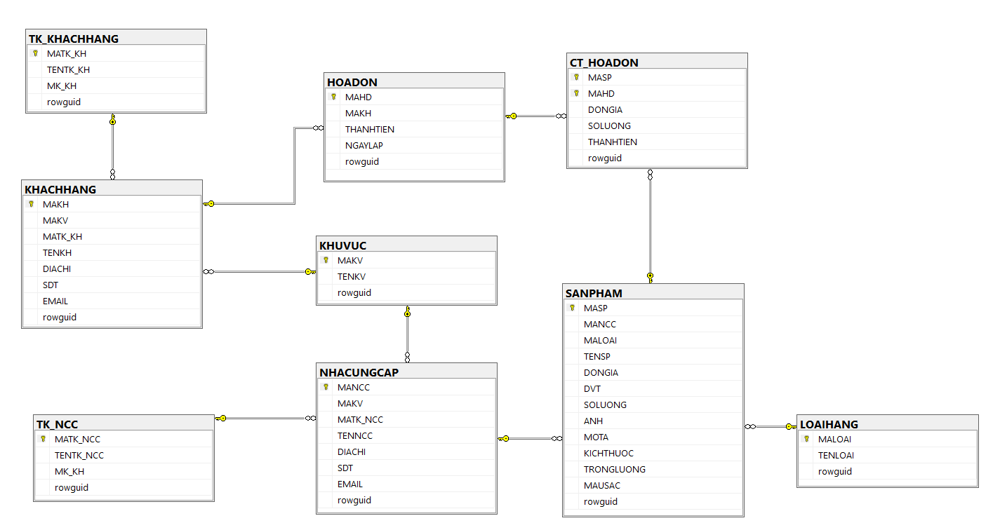 TK_KHACHHANG
MATK_KH
TENTK_KH
MK_KH
rowguid
HOADON
MAHD
MAKH
THANHTIEN
NGAYLAP
rowguid
CT_HOADON
MASP
MAHD
DONGIA
SOLUONG
THANHTIEN
rowguid
KHACHHANG
MAKH
MAKV
MATK_KH
TENKH
DIACHI
SDT
EMAIL
rowguid
KHUVUC
MAKV
TENKV
rowguid
SANPHAM
MASP
MANCC
MALOAI
TENSP
DONGIA
DVT
SOLUONG
ANH
MOTA
KICHTHUOC
TRONGLUONG
MAUSAC
rowguid
NHACUNGCAP
MANCC
MAKV
MATK_NCC
TENNCC
DIACHI
SDT
EMAIL
rowguid
TK_NCC
MATK_NCC
TENTK_NCC
MK_KH
rowguid
LOAIHANG
MALOAI
TENLOAI
rowguid